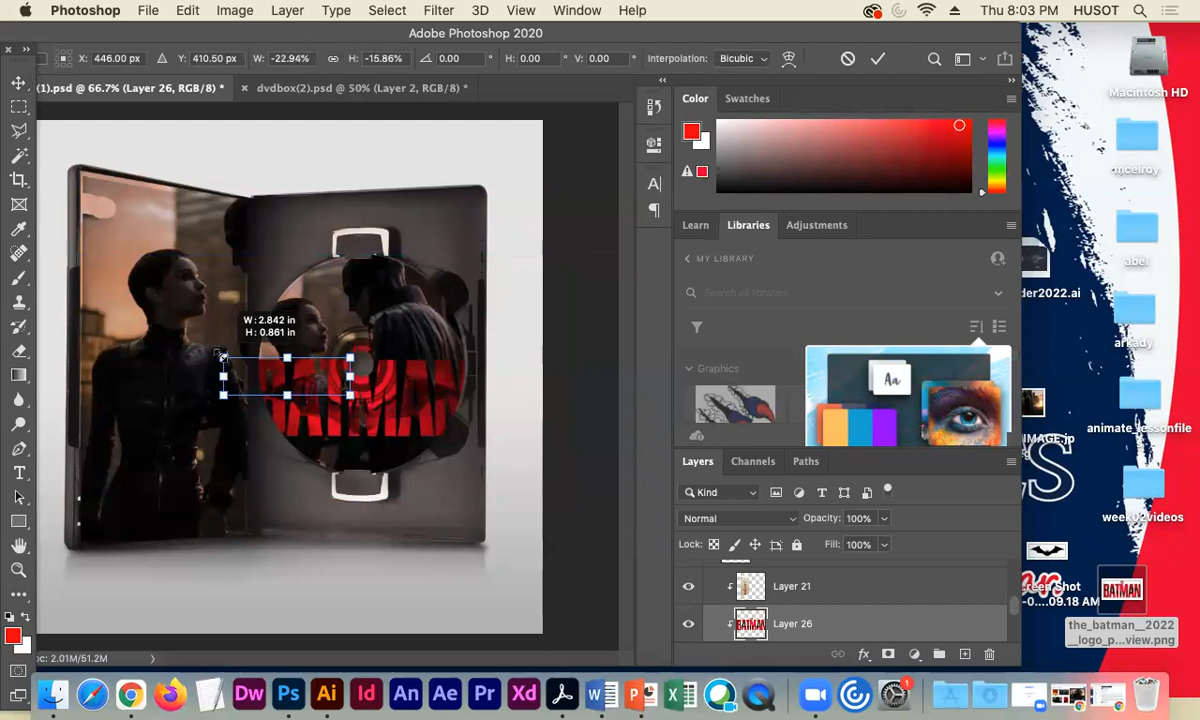 Photoshop File Edit Image Layer Type Select Filter 3D View Window Help Thu 8:03 PM HUSOT
Adobe Photoshop 2020
X: 446.00 px Y: 410.50 px W: -22.94% H: -15.86% 0.00 ° H: 0.00 ° V: 0.00 ° Interpolation: Bicubic
(1).psd @ 66.7% (Layer 26, RGB/8) * × dvdbox(2).psd @ 50% (Layer 2, RGB/8) *
Color Swatches
Macintosh HD
mcelroy
Learn Libraries Adjustments
MY LIBRARY
abel
Search all libraries
der2022.ai
W: 2.842 in
H: 0.861 in
arkady
Graphics
Aa
BATMAN
animate_lessonfile
IMAGE.jp
g
Layers Channels Paths
S
Kind
Normal Opacity: 100%
week02videos
Lock: Fill: 100%
Layer 21
reen Shot
-0....09.18 AM
BATMAN
BATMAN Layer 26
the_batman__2022
__logo_p...view.png
oc: 2.01M/51.2M
Dw Ps Ai Id An Ae Pr Xd W P X 1